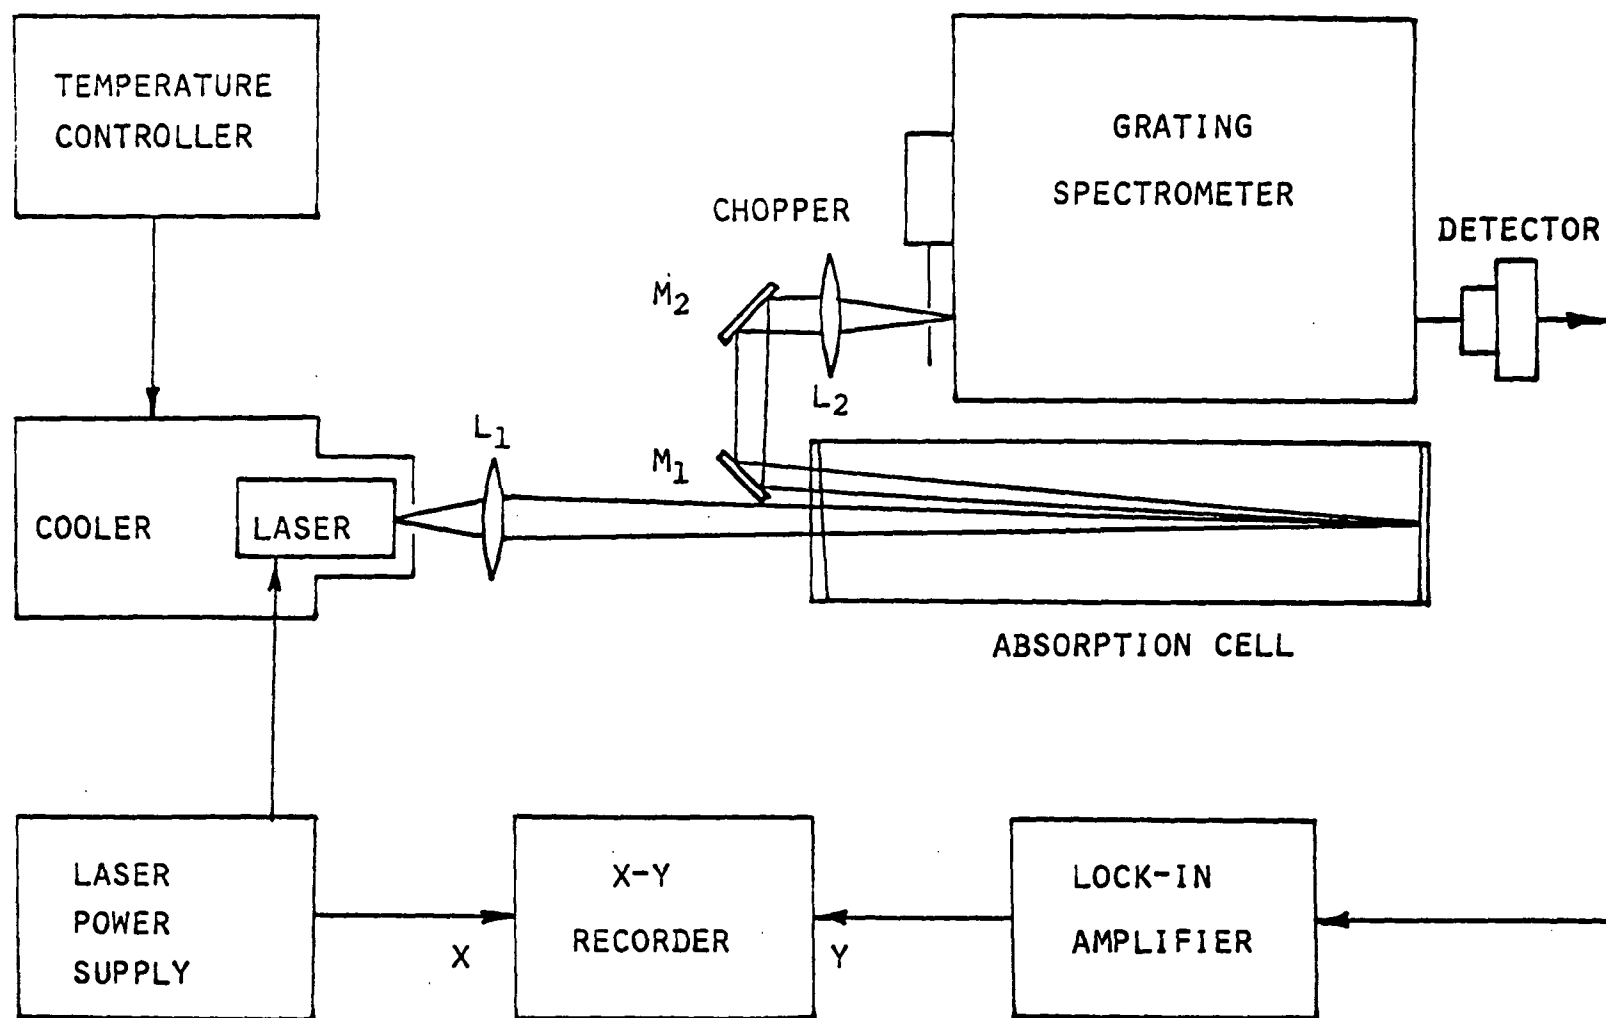 TEMPERATURE
CONTROLLER
GRATING
SPECTROMETER
CHOPPER
DETECTOR
M2
L2
L1
M1
COOLER
LASER
ABSORPTION CELL
LASER
POWER
SUPPLY
X
X-Y
RECORDER
Y
LOCK-IN
AMPLIFIER